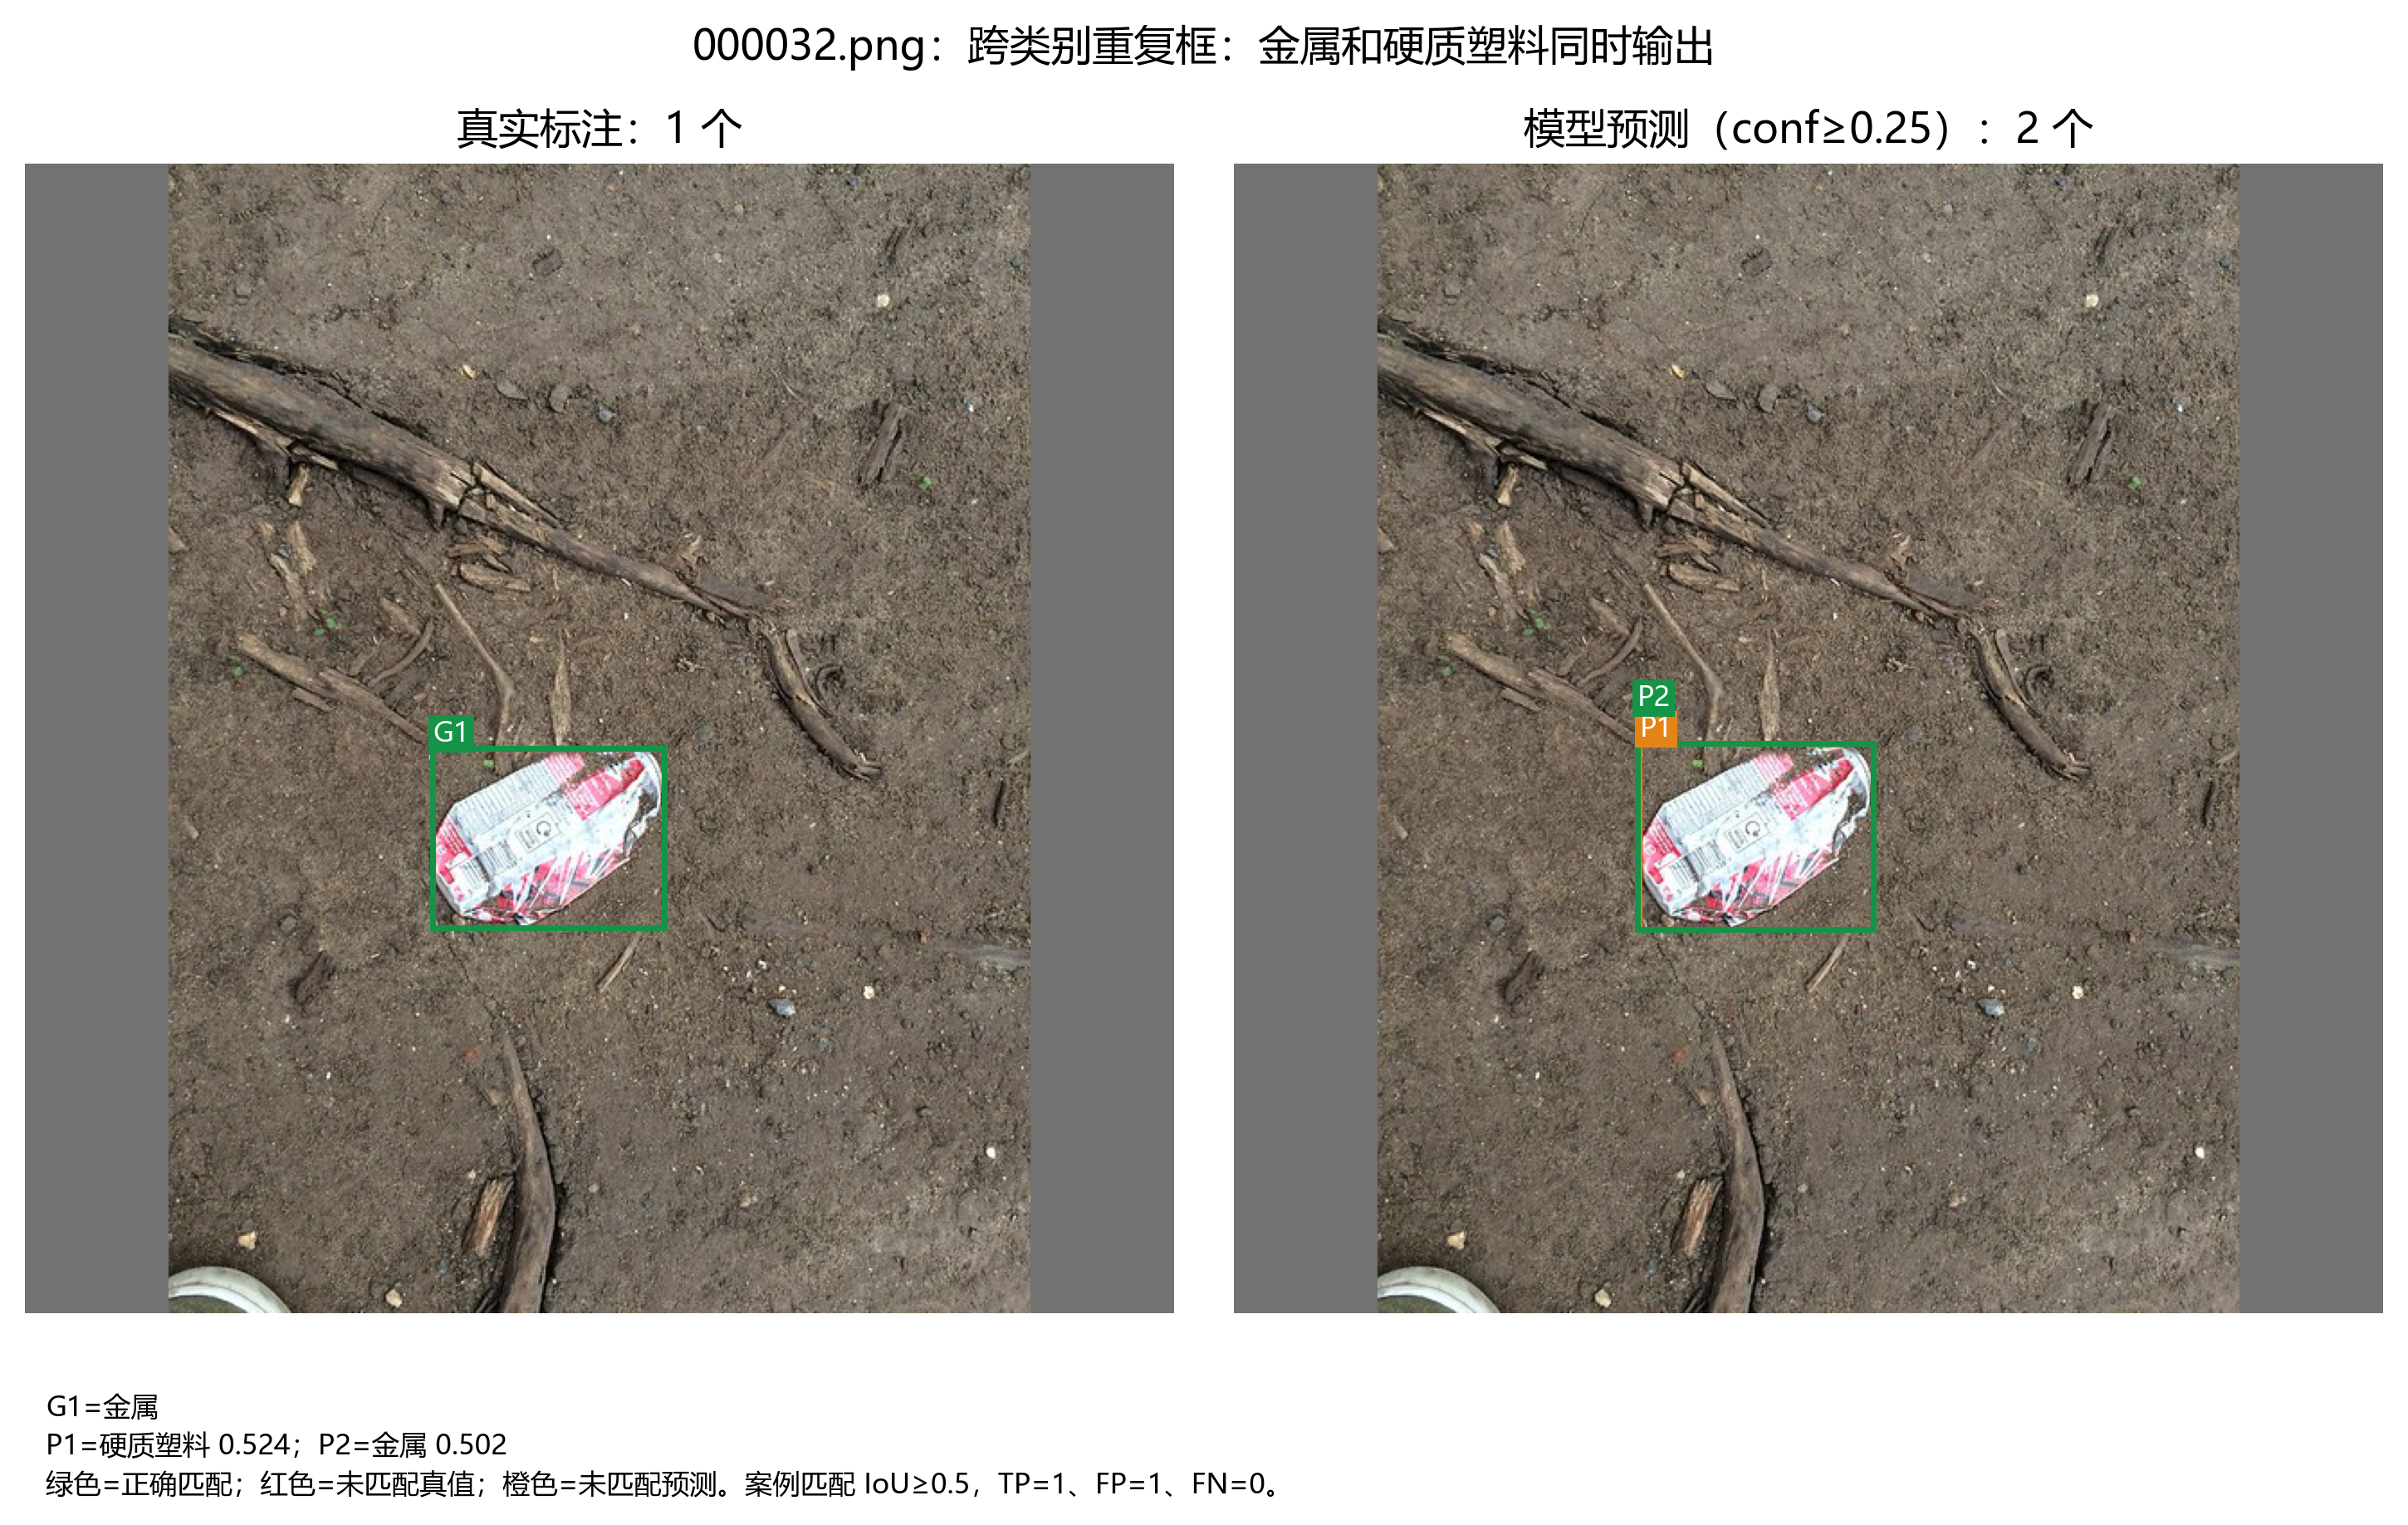 000032.png：跨类别重复框：金属和硬质塑料同时输出
真实标注：1 个
模型预测（conf≥0.25）：2 个
G1
P2
P1
G1=金属
P1=硬质塑料 0.524；P2=金属 0.502
绿色=正确匹配；红色=未匹配真值；橙色=未匹配预测。案例匹配 IoU≥0.5，TP=1、FP=1、FN=0。